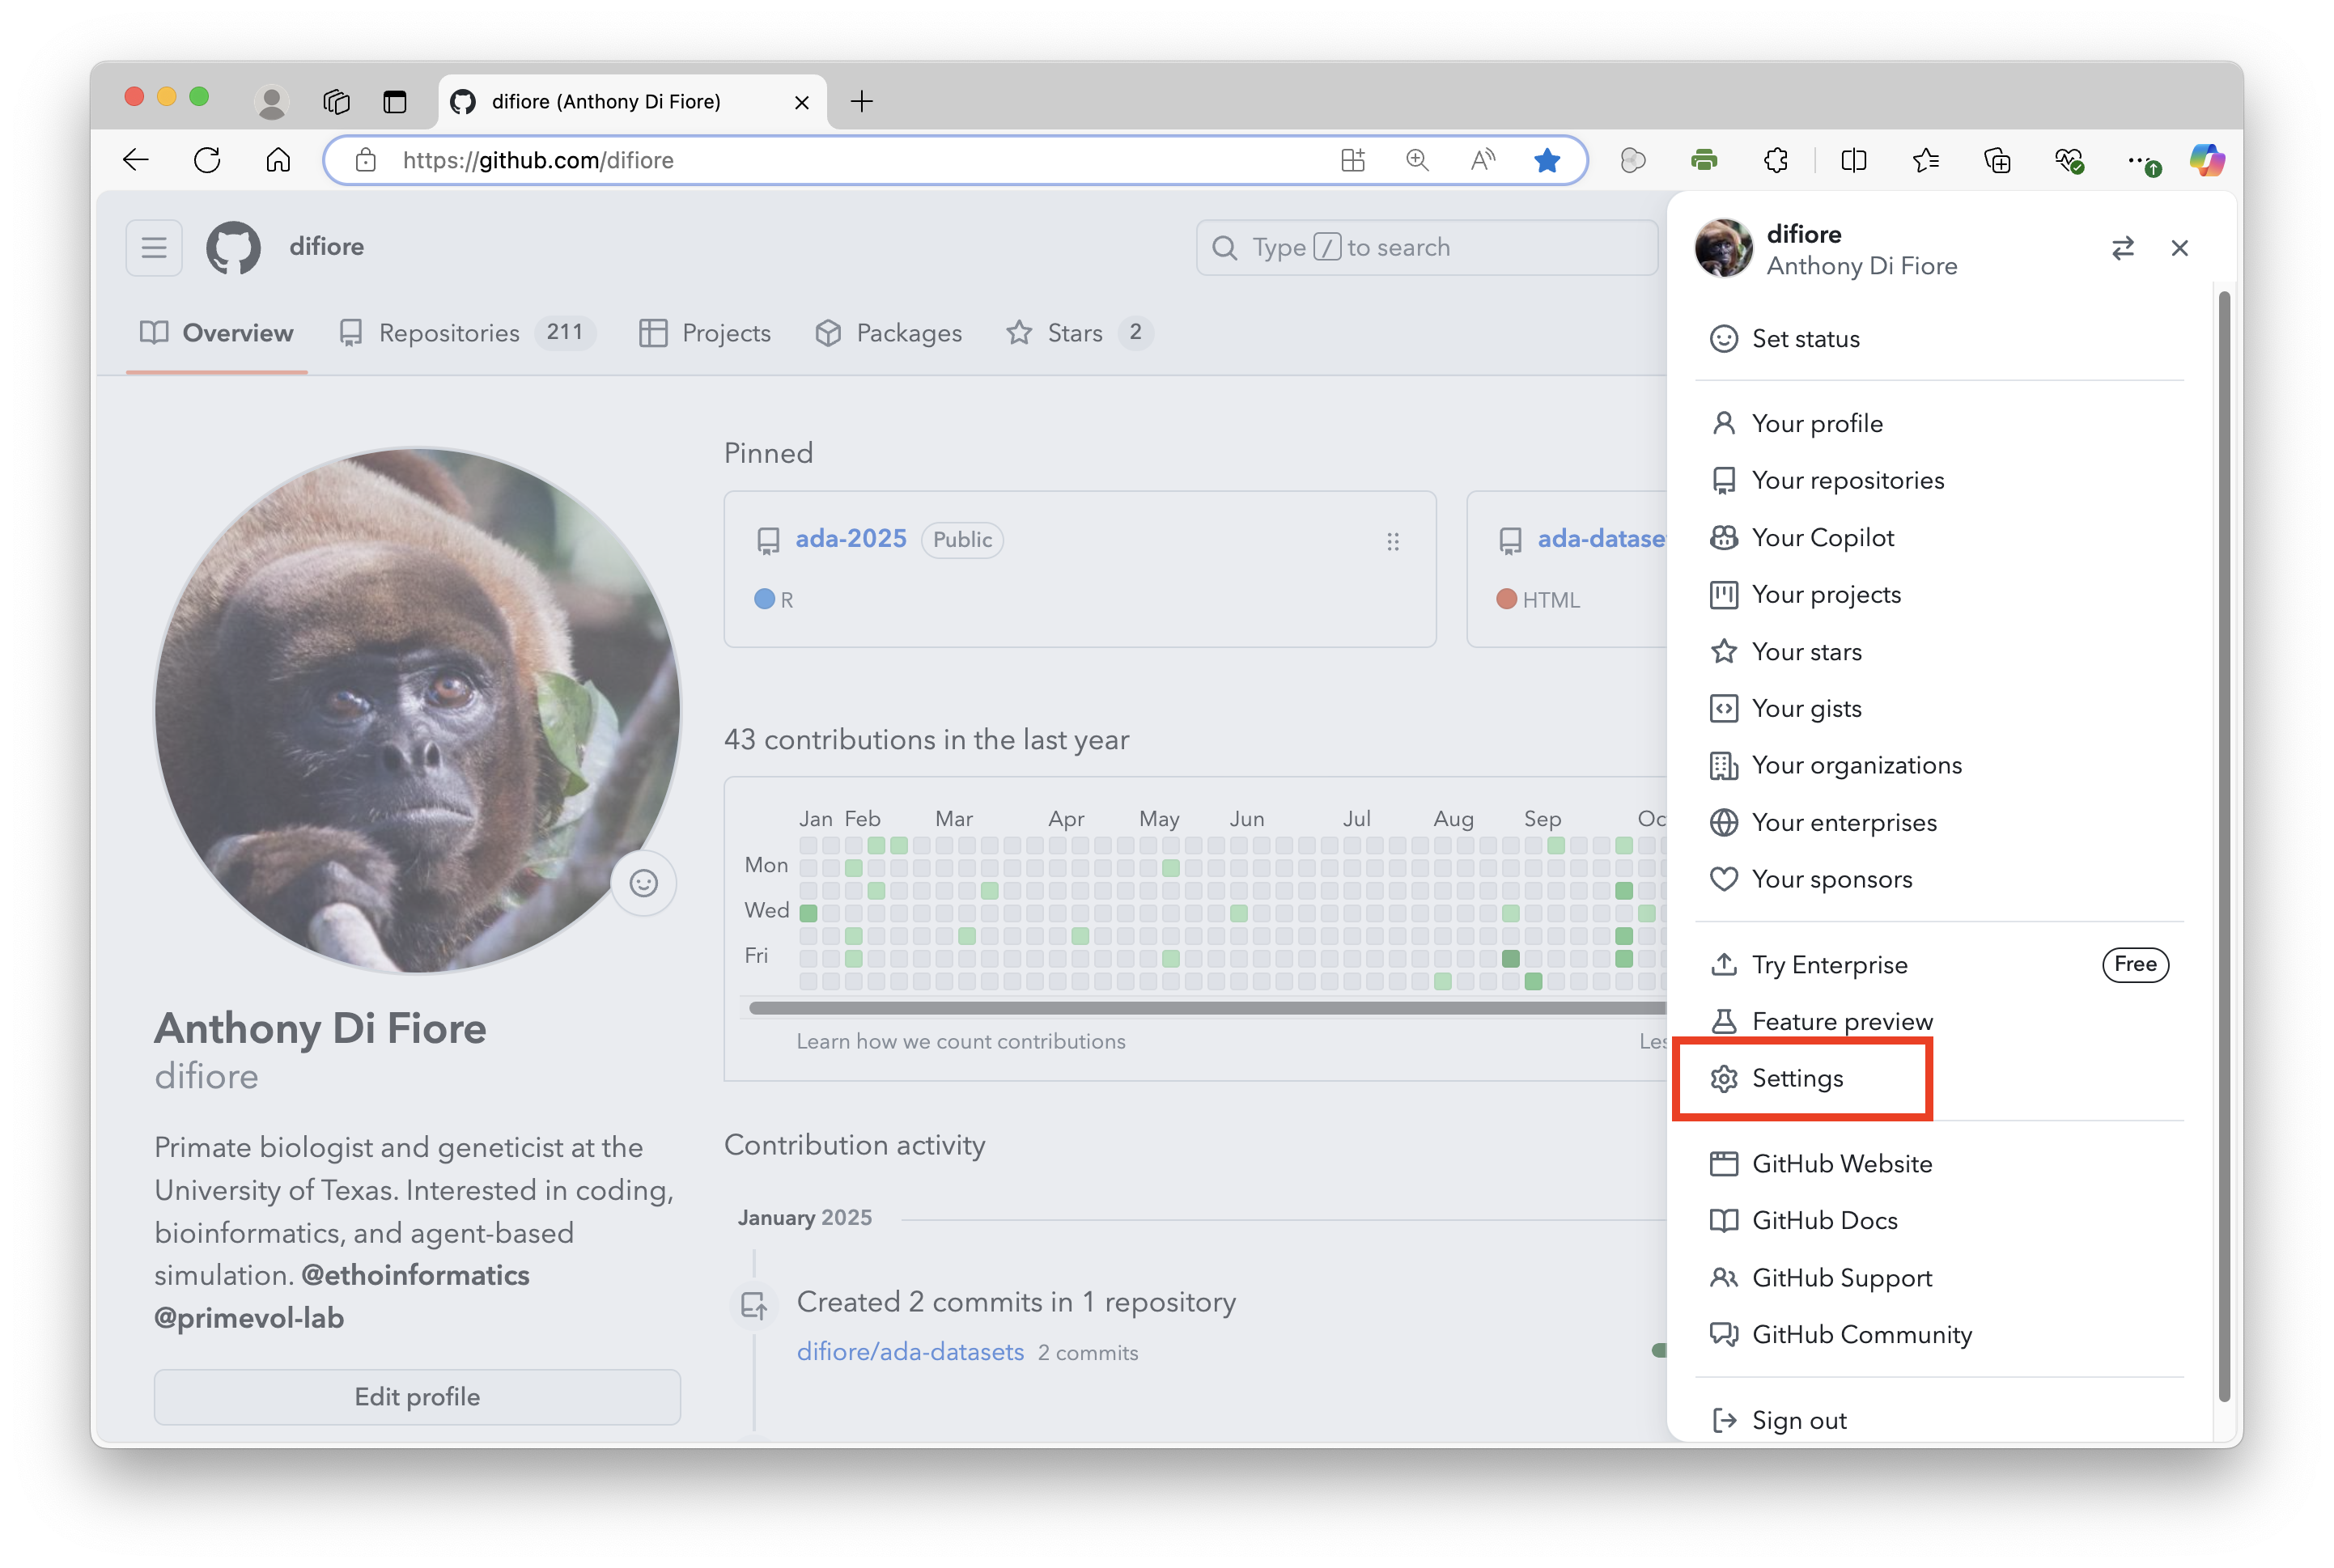 difiore (Anthony Di Fiore)
https://github.com/difiore
difiore
Type / to search
Overview
Repositories 211
Projects
Packages
Stars 2
Pinned
ada-2025 Public
R
ada-datase
HTML
43 contributions in the last year
Jan Feb Mar Apr May Jun Jul Aug Sep Oc
Mon
Wed
Fri
Learn how we count contributions
Les
Contribution activity
January 2025
Created 2 commits in 1 repository
difiore/ada-datasets 2 commits
Anthony Di Fiore
difiore
Primate biologist and geneticist at the
University of Texas. Interested in coding,
bioinformatics, and agent-based
simulation. @ethoinformatics
@primevol-lab
Edit profile
difiore
Anthony Di Fiore
Set status
Your profile
Your repositories
Your Copilot
Your projects
Your stars
Your gists
Your organizations
Your enterprises
Your sponsors
Try Enterprise Free
Feature preview
Settings
GitHub Website
GitHub Docs
GitHub Support
GitHub Community
Sign out